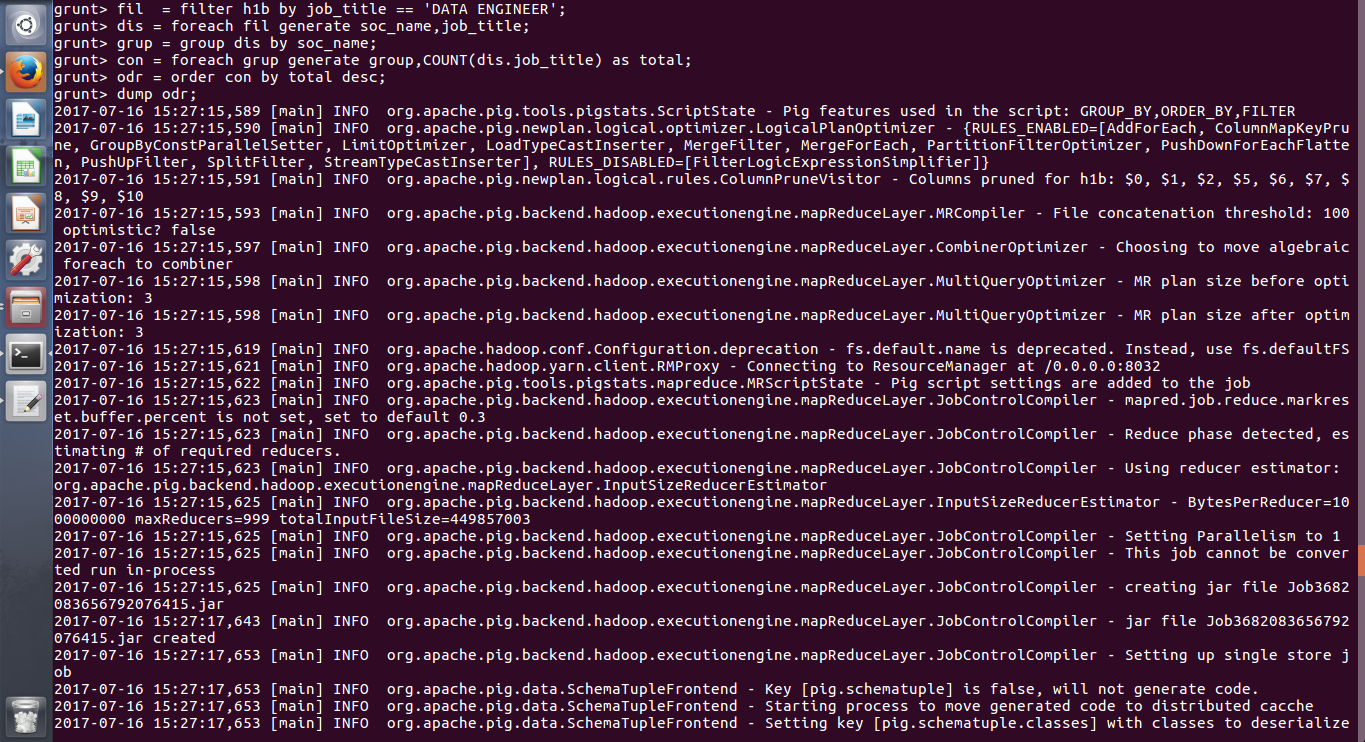 grunt> fil  = filter h1b by job_title == 'DATA ENGINEER';
grunt> dis = foreach fil generate soc_name,job_title;
grunt> grup = group dis by soc_name;
grunt> con = foreach grup generate group,COUNT(dis.job_title) as total;
grunt> odr = order con by total desc;
grunt> dump odr;
2017-07-16 15:27:15,589 [main] INFO  org.apache.pig.tools.pigstats.ScriptState - Pig features used in the script: GROUP_BY,ORDER_BY,FILTER
2017-07-16 15:27:15,590 [main] INFO  org.apache.pig.newplan.logical.optimizer.LogicalPlanOptimizer - {RULES_ENABLED=[AddForEach, ColumnMapKeyPru
ne, GroupByConstParallelSetter, LimitOptimizer, LoadTypeCastInserter, MergeFilter, MergeForEach, PartitionFilterOptimizer, PushDownForEachFlatte
n, PushUpFilter, SplitFilter, StreamTypeCastInserter], RULES_DISABLED=[FilterLogicExpressionSimplifier]}
2017-07-16 15:27:15,591 [main] INFO  org.apache.pig.newplan.logical.rules.ColumnPruneVisitor - Columns pruned for h1b: $0, $1, $2, $5, $6, $7, $
8, $9, $10
2017-07-16 15:27:15,593 [main] INFO  org.apache.pig.backend.hadoop.executionengine.mapReduceLayer.MRCompiler - File concatenation threshold: 100
 optimistic? false
2017-07-16 15:27:15,597 [main] INFO  org.apache.pig.backend.hadoop.executionengine.mapReduceLayer.CombinerOptimizer - Choosing to move algebraic
 foreach to combiner
2017-07-16 15:27:15,598 [main] INFO  org.apache.pig.backend.hadoop.executionengine.mapReduceLayer.MultiQueryOptimizer - MR plan size before opti
mization: 3
2017-07-16 15:27:15,598 [main] INFO  org.apache.pig.backend.hadoop.executionengine.mapReduceLayer.MultiQueryOptimizer - MR plan size after optim
ization: 3
2017-07-16 15:27:15,619 [main] INFO  org.apache.hadoop.conf.Configuration.deprecation - fs.default.name is deprecated. Instead, use fs.defaultFS
2017-07-16 15:27:15,621 [main] INFO  org.apache.hadoop.yarn.client.RMProxy - Connecting to ResourceManager at /0.0.0.0:8032
2017-07-16 15:27:15,622 [main] INFO  org.apache.pig.tools.pigstats.mapreduce.MRScriptState - Pig script settings are added to the job
2017-07-16 15:27:15,623 [main] INFO  org.apache.pig.backend.hadoop.executionengine.mapReduceLayer.JobControlCompiler - mapred.job.reduce.markres
et.buffer.percent is not set, set to default 0.3
2017-07-16 15:27:15,623 [main] INFO  org.apache.pig.backend.hadoop.executionengine.mapReduceLayer.JobControlCompiler - Reduce phase detected, es
timating # of required reducers.
2017-07-16 15:27:15,623 [main] INFO  org.apache.pig.backend.hadoop.executionengine.mapReduceLayer.JobControlCompiler - Using reducer estimator: 
org.apache.pig.backend.hadoop.executionengine.mapReduceLayer.InputSizeReducerEstimator
2017-07-16 15:27:15,625 [main] INFO  org.apache.pig.backend.hadoop.executionengine.mapReduceLayer.InputSizeReducerEstimator - BytesPerReducer=10
00000000 maxReducers=999 totalInputFileSize=449857003
2017-07-16 15:27:15,625 [main] INFO  org.apache.pig.backend.hadoop.executionengine.mapReduceLayer.JobControlCompiler - Setting Parallelism to 1
2017-07-16 15:27:15,625 [main] INFO  org.apache.pig.backend.hadoop.executionengine.mapReduceLayer.JobControlCompiler - This job cannot be conver
ted run in-process
2017-07-16 15:27:15,625 [main] INFO  org.apache.pig.backend.hadoop.executionengine.mapReduceLayer.JobControlCompiler - creating jar file Job3682
083656792076415.jar
2017-07-16 15:27:17,643 [main] INFO  org.apache.pig.backend.hadoop.executionengine.mapReduceLayer.JobControlCompiler - jar file Job3682083656792
076415.jar created
2017-07-16 15:27:17,653 [main] INFO  org.apache.pig.backend.hadoop.executionengine.mapReduceLayer.JobControlCompiler - Setting up single store j
ob
2017-07-16 15:27:17,653 [main] INFO  org.apache.pig.data.SchemaTupleFrontend - Key [pig.schematuple] is false, will not generate code.
2017-07-16 15:27:17,653 [main] INFO  org.apache.pig.data.SchemaTupleFrontend - Starting process to move generated code to distributed cacche
2017-07-16 15:27:17,653 [main] INFO  org.apache.pig.data.SchemaTupleFrontend - Setting key [pig.schematuple.classes] with classes to deserialize